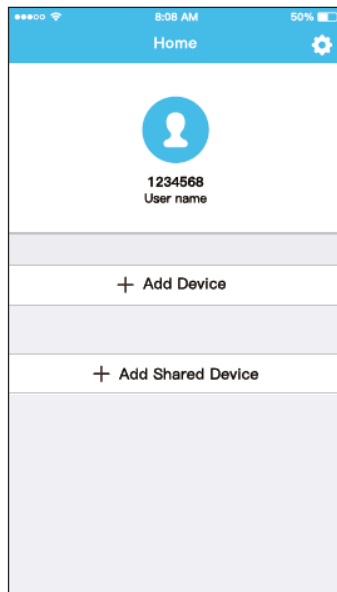 8:08 AM
50%
Home
1234568
User name
+ Add Device
+ Add Shared Device